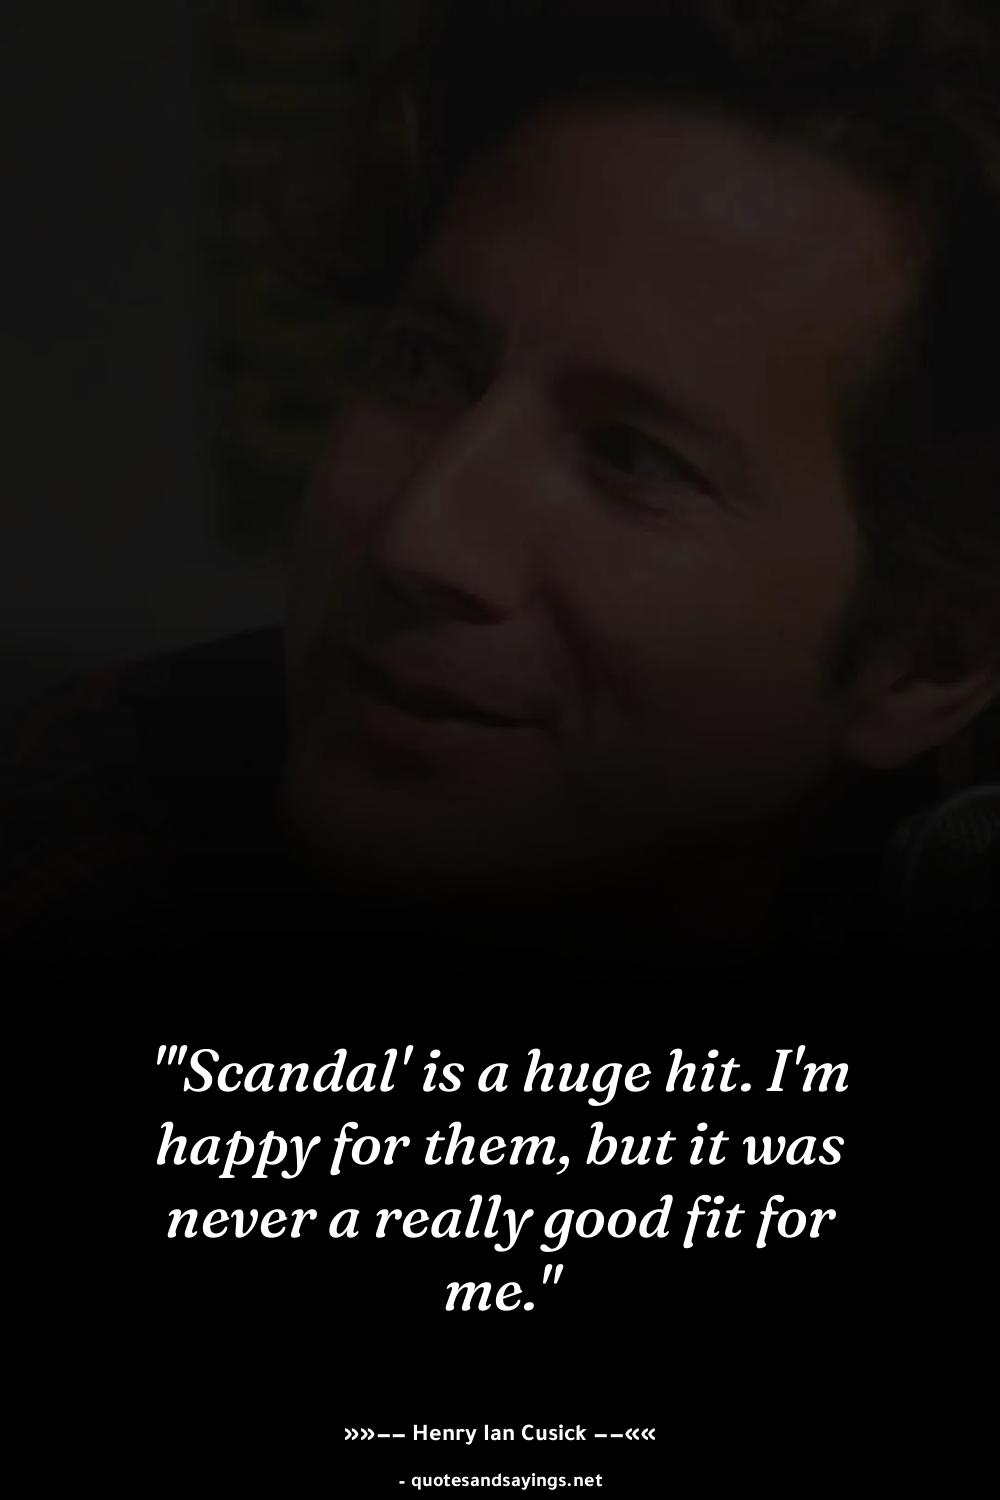 "'Scandal' is a huge hit. I'm
happy for them, but it was
never a really good fit for
me."
»»−− Henry Ian Cusick −−««
- quotesandsayings.net